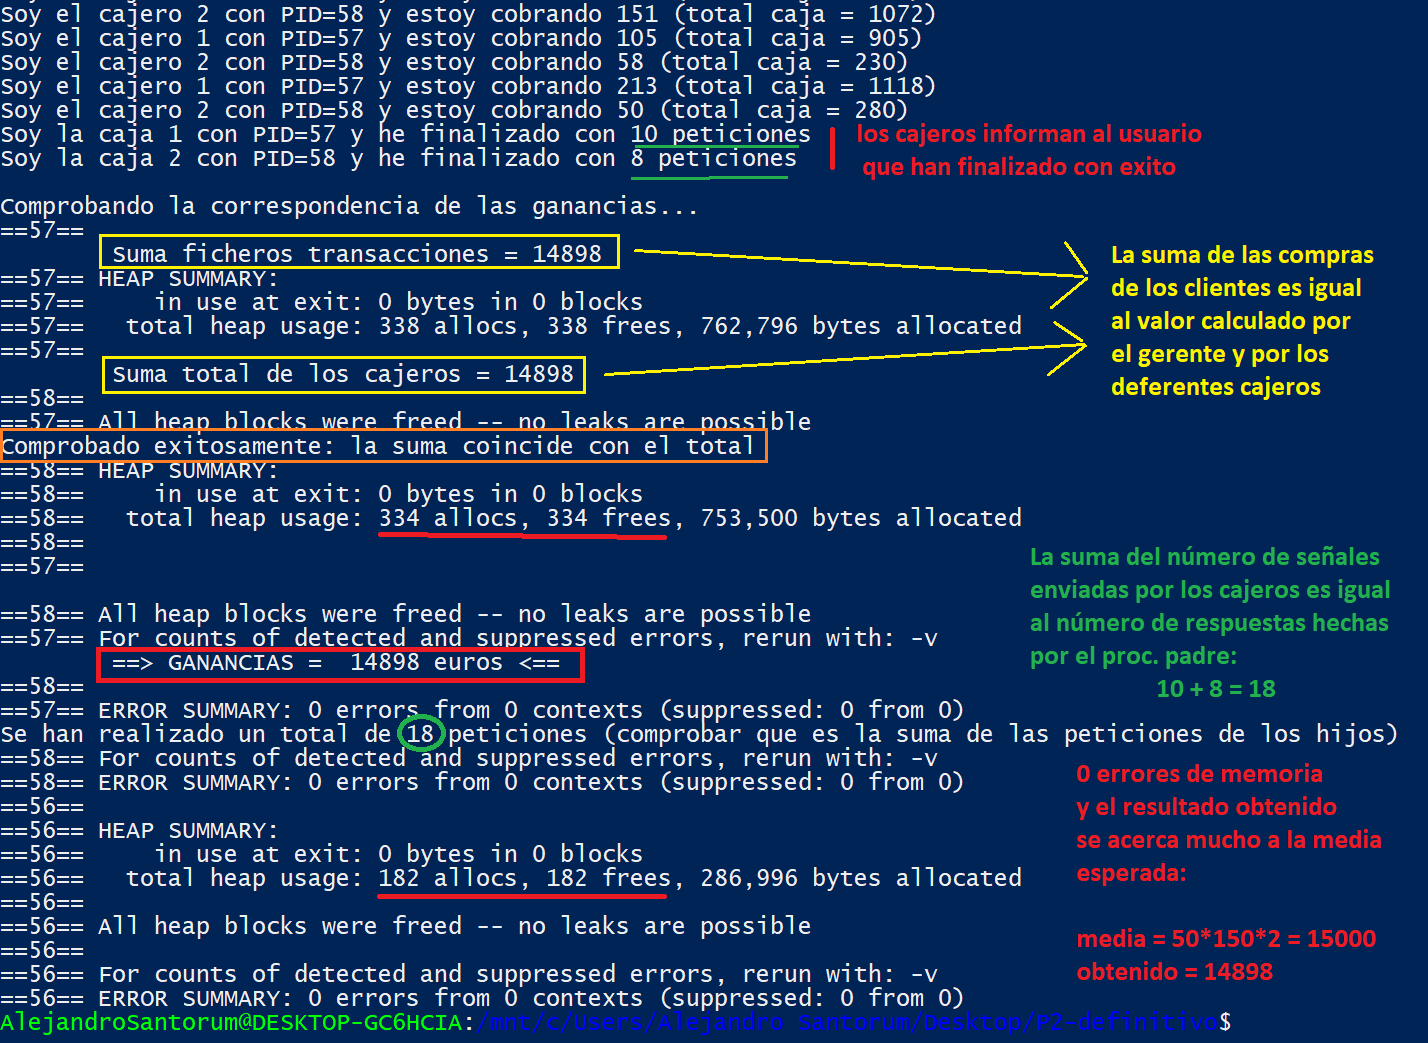 Soy el cajero 2 con PID=58 y estoy cobrando 151 (total caja = 1072)
Soy el cajero 1 con PID=57 y estoy cobrando 105 (total caja = 905)
Soy el cajero 2 con PID=58 y estoy cobrando 58 (total caja = 230)
Soy el cajero 1 con PID=57 y estoy cobrando 213 (total caja = 1118)
Soy el cajero 2 con PID=58 y estoy cobrando 50 (total caja = 280)
Soy la caja 1 con PID=57 y he finalizado con 10 peticiones
Soy la caja 2 con PID=58 y he finalizado con 8 peticiones
los cajeros informan al usuario
que han finalizado con exito
Comprobando la correspondencia de las ganancias...
==57==
Suma ficheros transacciones = 14898
==57== HEAP SUMMARY:
==57== in use at exit: 0 bytes in 0 blocks
==57== total heap usage: 338 allocs, 338 frees, 762,796 bytes allocated
==57==
Suma total de los cajeros = 14898
La suma de las compras
de los clientes es igual
al valor calculado por
el gerente y por los
deferentes cajeros
==58==
==57== All heap blocks were freed -- no leaks are possible
Comprobado exitosamente: la suma coincide con el total
==58== HEAP SUMMARY:
==58== in use at exit: 0 bytes in 0 blocks
==58== total heap usage: 334 allocs, 334 frees, 753,500 bytes allocated
==58==
==57==
==58== All heap blocks were freed -- no leaks are possible
==57== For counts of detected and suppressed errors, rerun with: -v
==> GANANCIAS = 14898 euros <==
La suma del número de señales
enviadas por los cajeros es igual
al número de respuestas hechas
por el proc. padre:
10 + 8 = 18
==58==
==57== ERROR SUMMARY: 0 errors from 0 contexts (suppressed: 0 from 0)
Se han realizado un total de 18 peticiones (comprobar que es la suma de las peticiones de los hijos)
==58== For counts of detected and suppressed errors, rerun with: -v
==58== ERROR SUMMARY: 0 errors from 0 contexts (suppressed: 0 from 0)
==56==
==56== HEAP SUMMARY:
==56== in use at exit: 0 bytes in 0 blocks
==56== total heap usage: 182 allocs, 182 frees, 286,996 bytes allocated
==56==
==56== All heap blocks were freed -- no leaks are possible
==56==
==56== For counts of detected and suppressed errors, rerun with: -v
==56== ERROR SUMMARY: 0 errors from 0 contexts (suppressed: 0 from 0)
0 errores de memoria
y el resultado obtenido
se acerca mucho a la media
esperada:
media = 50*150*2 = 15000
obtenido = 14898
AlejandroSantorum@DESKTOP-GC6HCIA:/mnt/c/Users/Alejandro Santorum/Desktop/P2-definitivo$